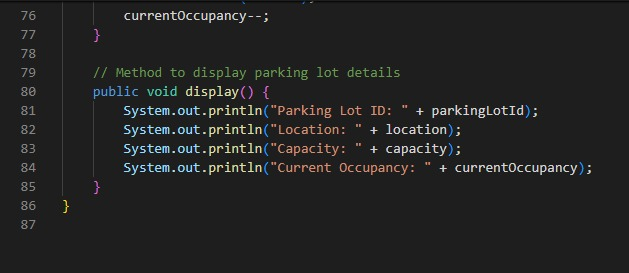 76 currentOccupancy--;
77 }
78
79 // Method to display parking lot details
80 public void display() {
81 System.out.println("Parking Lot ID: " + parkingLotId);
82 System.out.println("Location: " + location);
83 System.out.println("Capacity: " + capacity);
84 System.out.println("Current Occupancy: " + currentOccupancy);
85 }
86 }
87